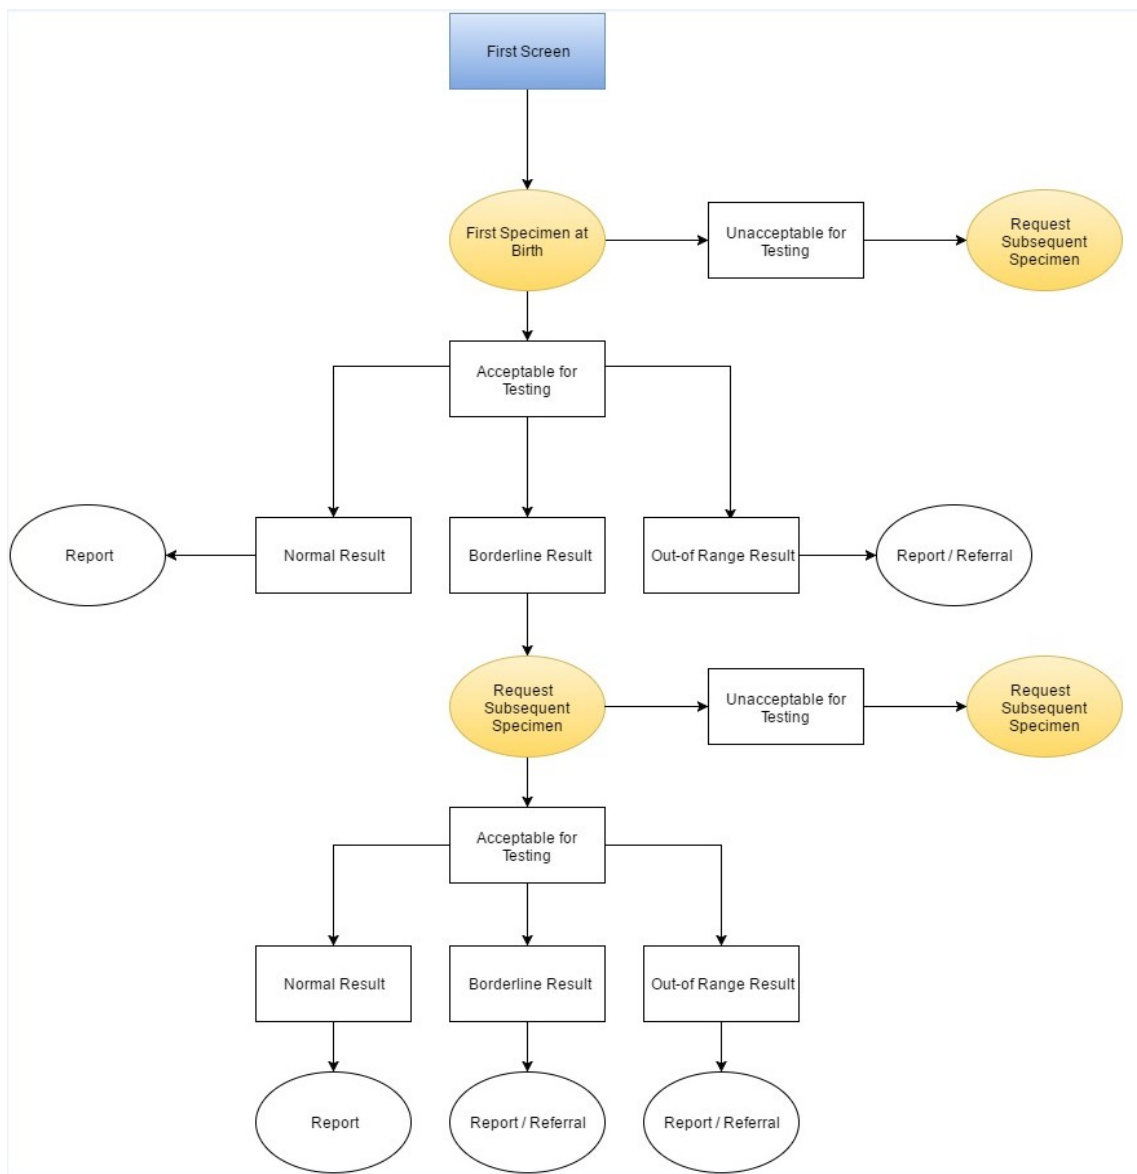 First Screen
First Specimen at
Birth
Unacceptable for
Testing
Request
Subsequent
Specimen
Acceptable for
Testing
Report
Normal Result
Borderline Result
Out-of Range Result
Report / Referral
Request
Subsequent
Specimen
Unacceptable for
Testing
Request
Subsequent
Specimen
Acceptable for
Testing
Normal Result
Borderline Result
Out-of Range Result
Report
Report / Referral
Report / Referral